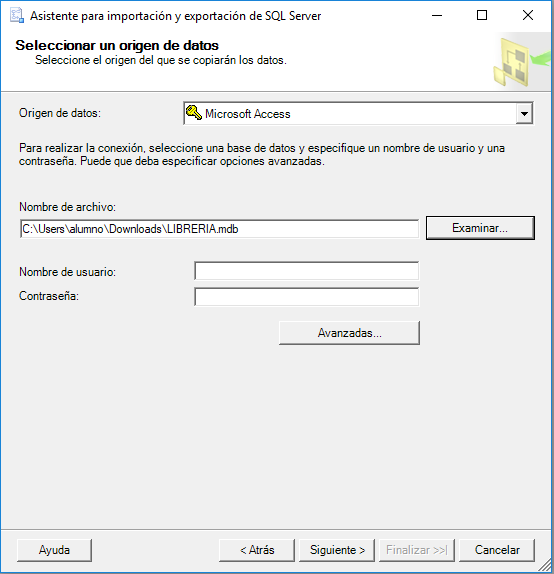 Asistente para importación y exportación de SQL Server
Seleccionar un origen de datos
Seleccione el origen del que se copiarán los datos.
Origen de datos:
Microsoft Access
Para realizar la conexión, seleccione una base de datos y especifique un nombre de usuario y una
contraseña. Puede que deba especificar opciones avanzadas.
Nombre de archivo:
C:\Users\alumno\Downloads\LIBRERIA.mdb
Examinar...
Nombre de usuario:
Contraseña:
Avanzadas...
Ayuda
< Atrás
Siguiente >
Finalizar >>|
Cancelar